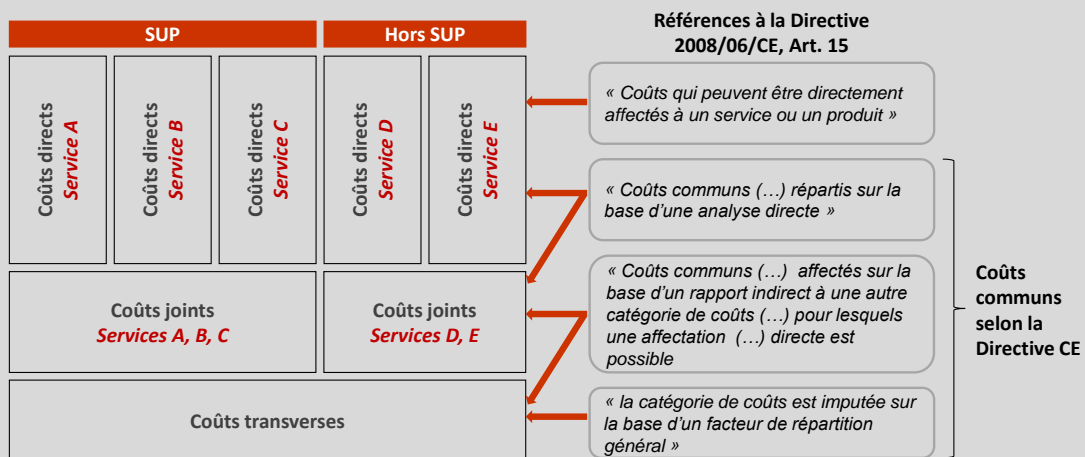 SUP
Hors SUP
Références à la Directive
2008/06/CE, Art. 15
Coûts directs
Service A
Coûts directs
Service B
Coûts directs
Service C
Coûts directs
Service D
Coûts directs
Service E
« Coûts qui peuvent être directement
affectés à un service ou un produit »
« Coûts communs (…) répartis sur la
base d’une analyse directe »
Coûts joints
Services A, B, C
Coûts joints
Services D, E
« Coûts communs (…) affectés sur la
base d’un rapport indirect à une autre
catégorie de coûts (…) pour lesquels
une affectation (…) directe est
possible
Coûts
communs
selon la
Directive CE
Coûts transverses
« la catégorie de coûts est imputée sur
la base d’un facteur de répartition
général »